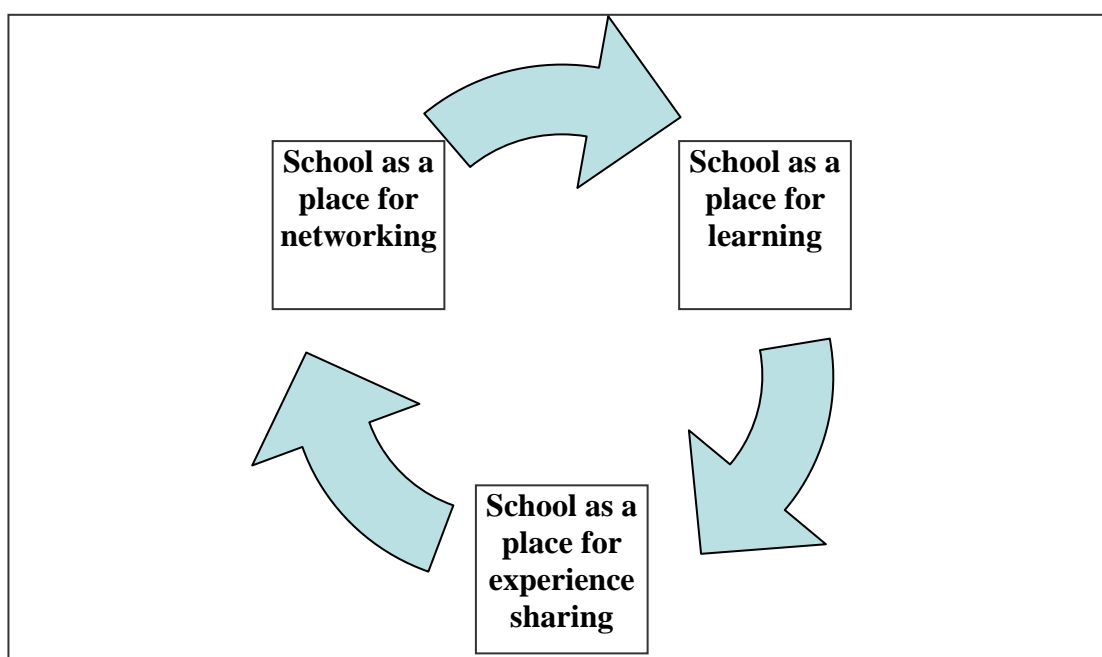 School as a
place for
networking
School as a
place for
learning
School as a
place for
experience
sharing